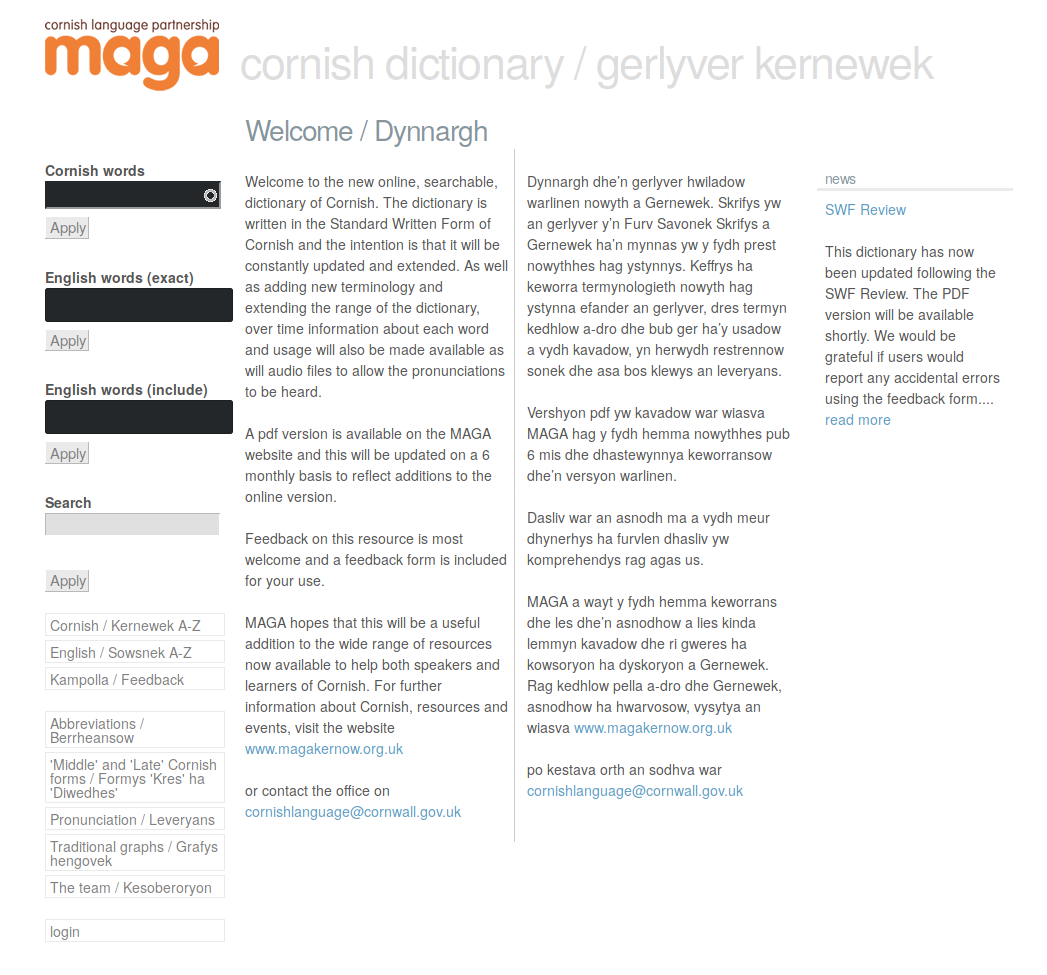 cornish language partnership
maga
cornish dictionary / gerlyver kernewek
Welcome / Dynnargh
Cornish words
Apply
English words (exact)
Apply
English words (include)
Apply
Search
Apply
Cornish / Kernewek A-Z
English / Sowsnek A-Z
Kampolla / Feedback
Abbreviations /
Berrheansow
'Middle' and 'Late' Cornish
forms / Formys 'Kres' ha
'Diwedhes'
Pronunciation / Leveryans
Traditional graphs / Grafys
hengovek
The team / Kesoberoryon
login
Welcome to the new online, searchable,
dictionary of Cornish. The dictionary is
written in the Standard Written Form of
Cornish and the intention is that it will be
constantly updated and extended. As well
as adding new terminology and
extending the range of the dictionary,
over time information about each word
and usage will also be made available as
will audio files to allow the pronunciations
to be heard.
A pdf version is available on the MAGA
website and this will be updated on a 6
monthly basis to reflect additions to the
online version.
Feedback on this resource is most
welcome and a feedback form is included
for your use.
MAGA hopes that this will be a useful
addition to the wide range of resources
now available to help both speakers and
learners of Cornish. For further
information about Cornish, resources and
events, visit the website
www.magakernow.org.uk
or contact the office on
cornishlanguage@cornwall.gov.uk
Dynnargh dhe’n gerlyver hwiladow
warlinen nowyth a Gernewek. Skrifys yw
an gerlyver y’n Furv Savonek Skrifys a
Gernewek ha’n mynnas yw y fydh prest
nowythhes hag ystynnys. Keffrys ha
keworra termynologieth nowyth hag
ystynna efander an gerlyver, dres termyn
kedhlow a-dro dhe bub ger ha’y usadow
a vydh kavadow, yn herwydh restrennow
sonek dhe asa bos klewys an leveryans.
Vershyon pdf yw kavadow war wiasva
MAGA hag y fydh hemma nowythhes pub
6 mis dhe dhastewynnya keworransow
dhe’n versyon warlinen.
Dasliv war an asnodh ma a vydh meur
dhynerhys ha furvlen dhasliv yw
komprehendys rag agas us.
MAGA a wayt y fydh hemma keworrans
dhe les dhe’n asnodhow a lies kinda
lemmyn kavadow dhe ri gweres ha
kowsoryon ha dyskoryon a Gernewek.
Rag kedhlow pella a-dro dhe Gernewek,
asnodhow ha hwarvosow, vysytya an
wiasva www.magakernow.org.uk
po kestava orth an sodhva war
cornishlanguage@cornwall.gov.uk
news
SWF Review
This dictionary has now
been updated following the
SWF Review. The PDF
version will be available
shortly. We would be
grateful if users would
report any accidental errors
using the feedback form....
read more